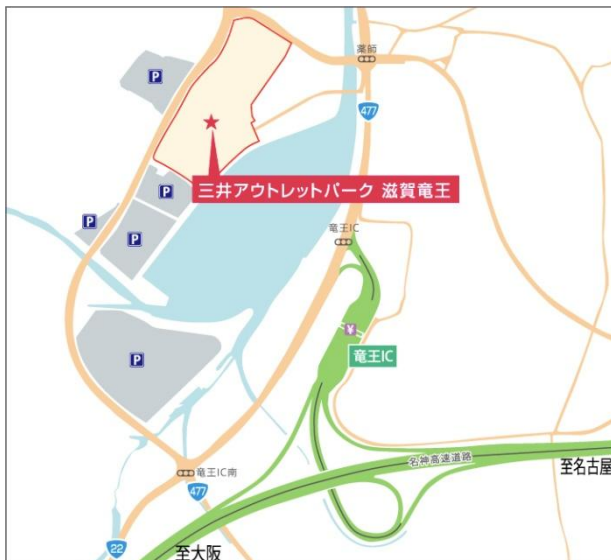 薬師
P
477
P
三井アウトレットパーク 滋賀竜王
P
P
竜王IC
¥
竜王IC
P
名神高速道路
至名古屋
竜王IC南
477
22
至大阪